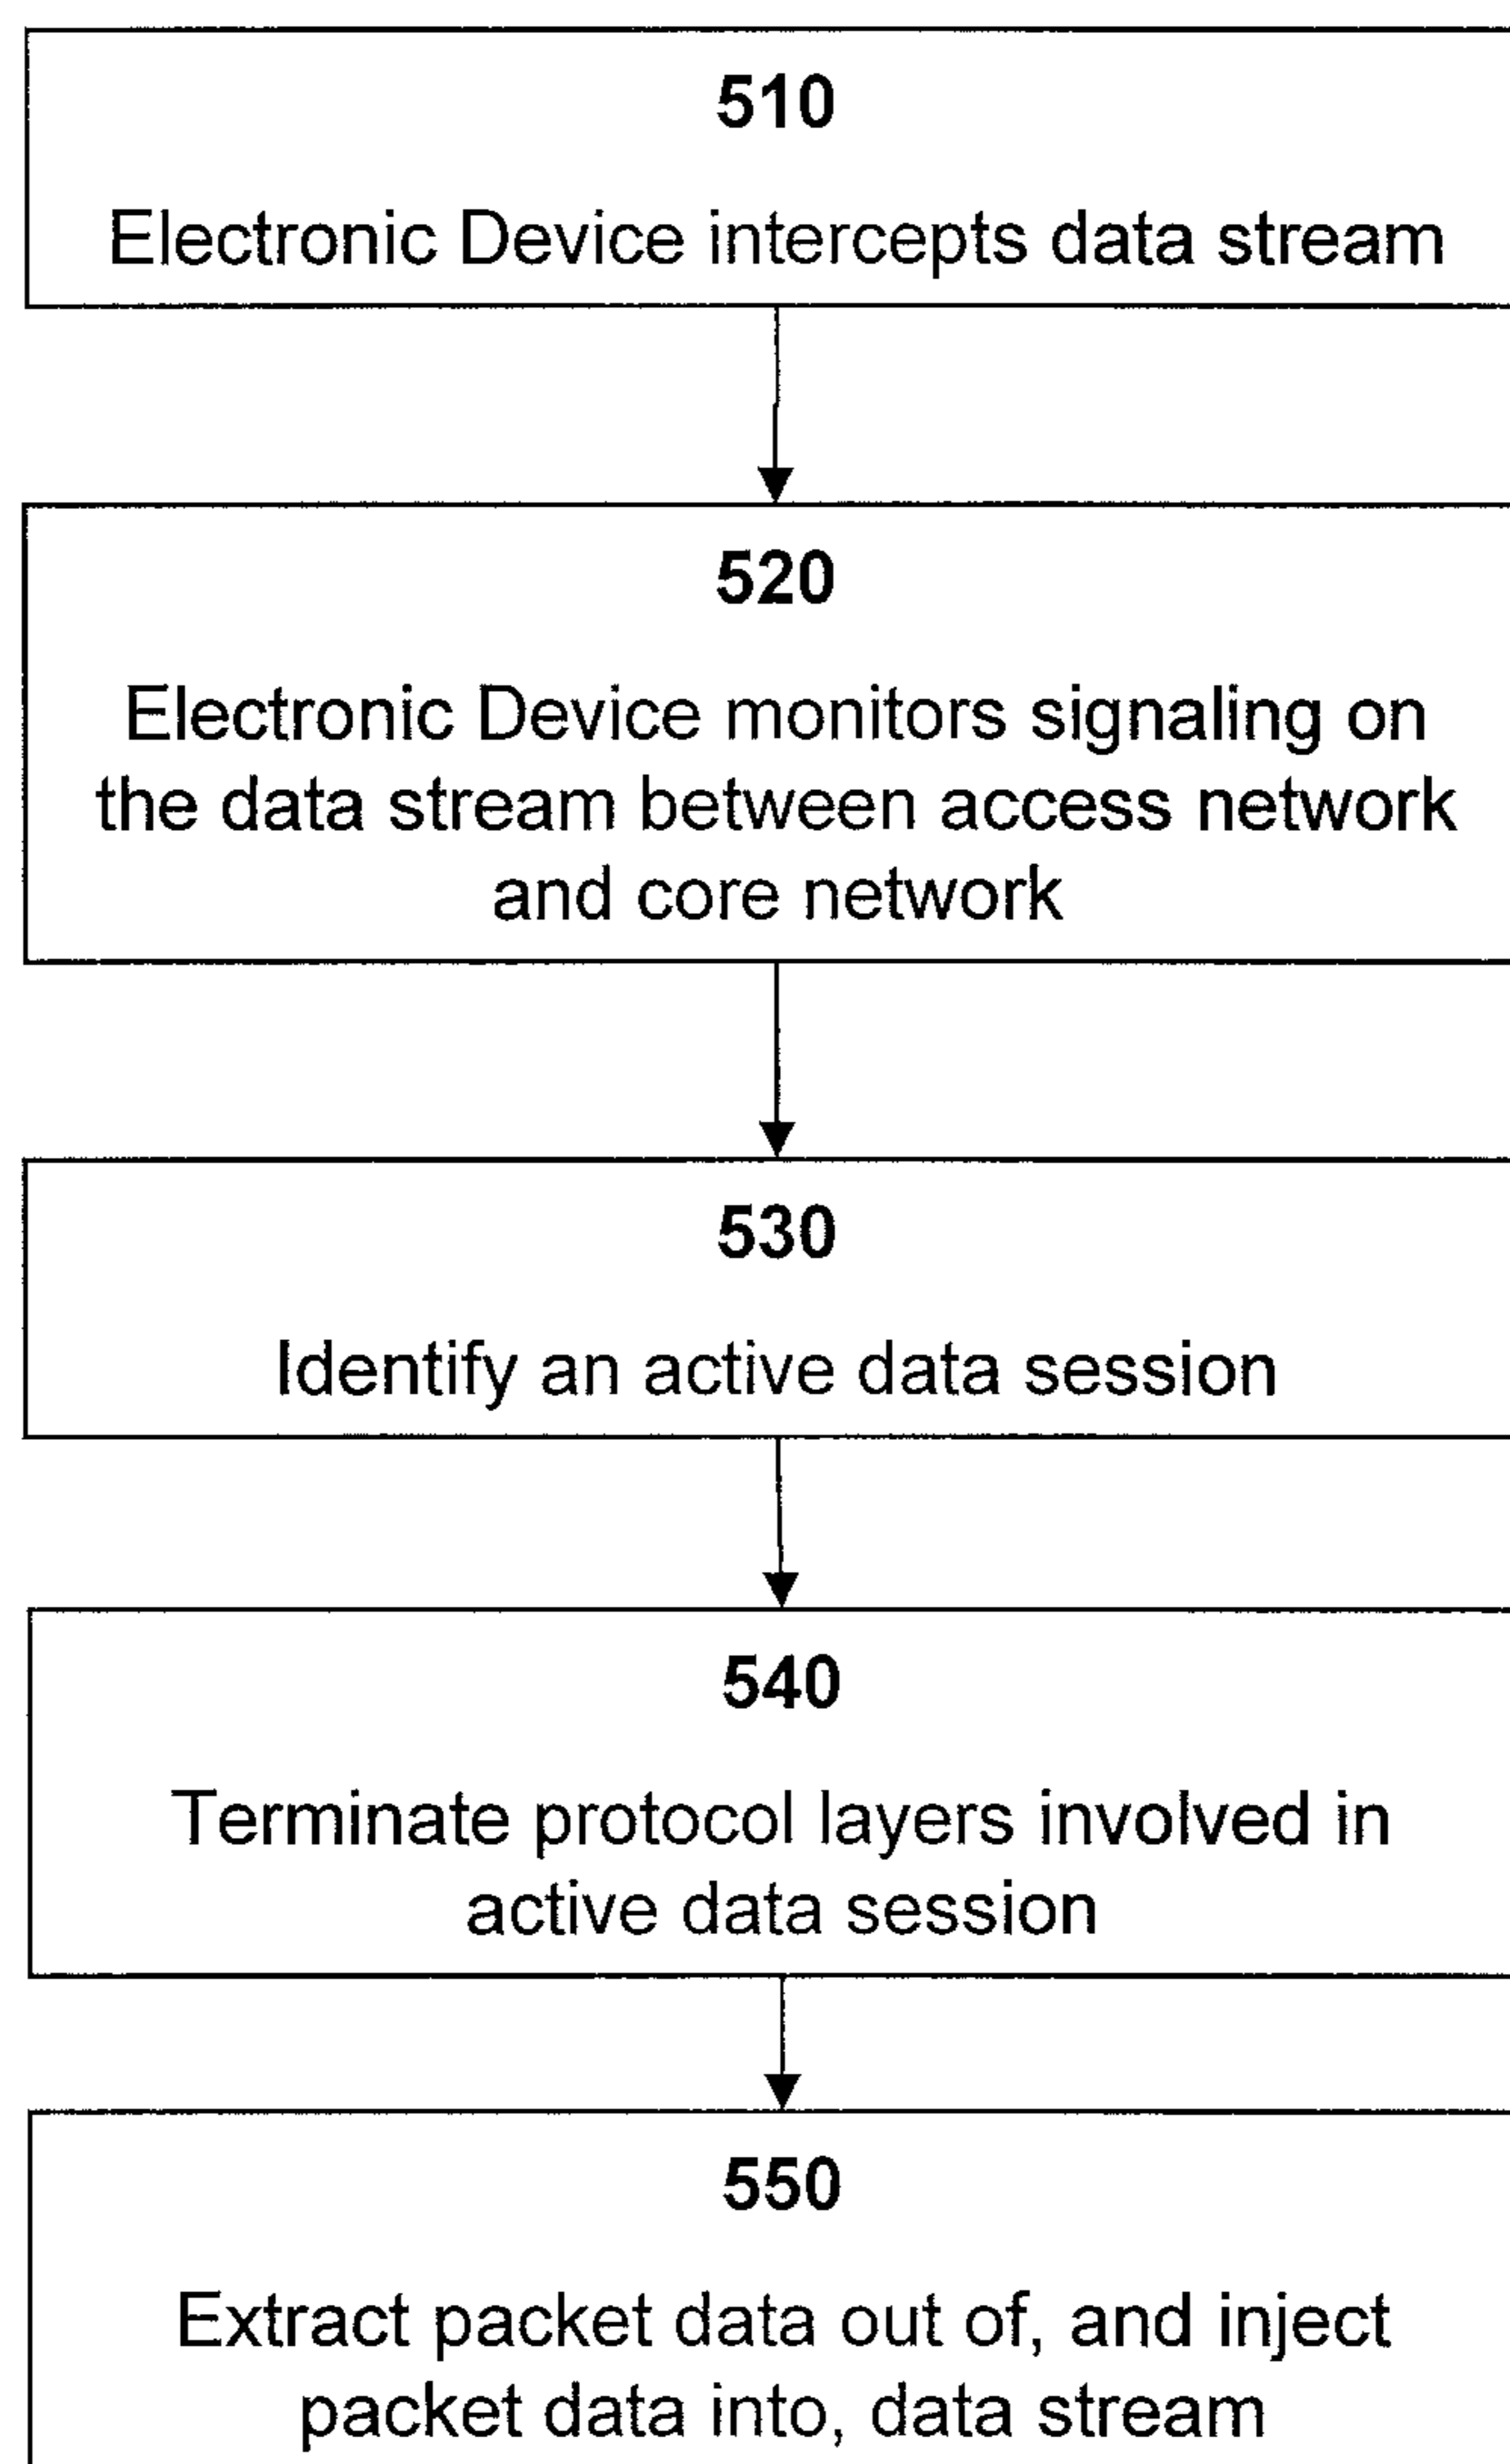 510
Electronic Device intercepts data stream
520
Electronic Device monitors signaling on
the data stream between access network
and core network
530
Identify an active data session
540
Terminate protocol layers involved in
active data session
550
Extract packet data out of, and inject
packet data into, data stream